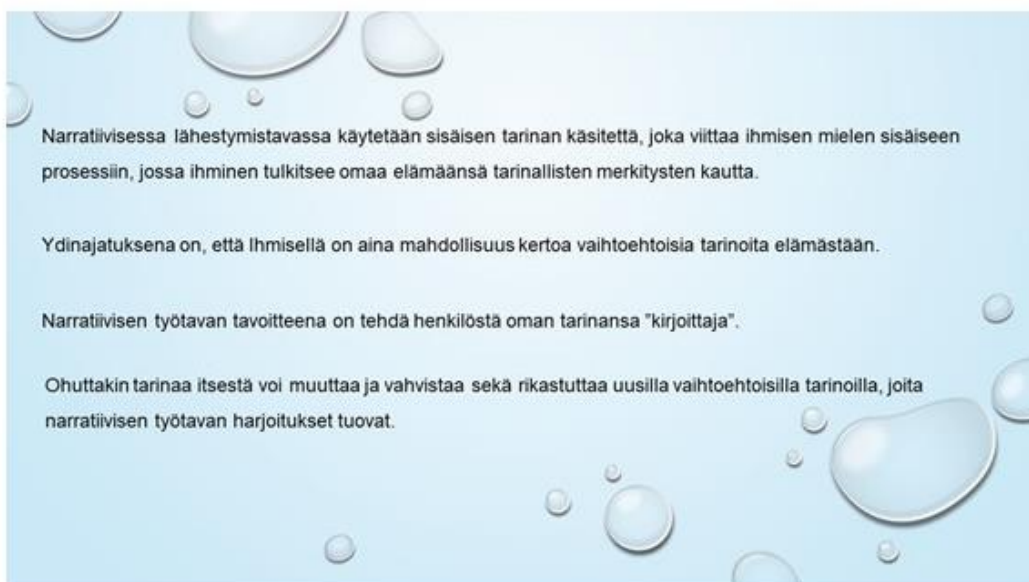 Narratiivisessa lähestymistavassa käytetään sisäisen tarinan käsitettä, joka viittaa ihmisen mielen sisäiseen
prosessiin, jossa ihminen tulkitsee omaa elämäänsä tarinallisten merkitysten kautta.
Ydinajatuksena on, että Ihmisellä on aina mahdollisuus kertoa vaihtoehtoisia tarinoita elämästään.
Narratiivisen työtavan tavoitteena on tehdä henkilöstä oman tarinansa ”kirjoittaja”.
Ohuttakin tarinaa itsestä voi muuttaa ja vahvistaa sekä rikastuttaa uusilla vaihtoehtoisilla tarinoilla, joita
narratiivisen työtavan harjoitukset tuovat.